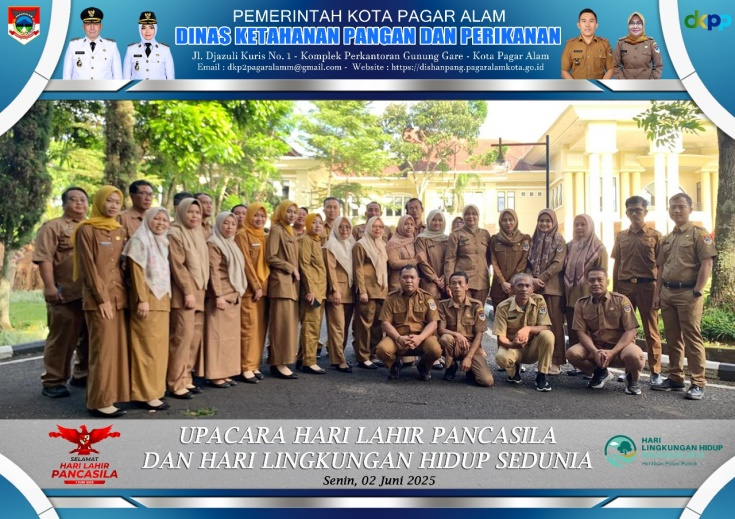 PEMERINTAH KOTA PAGAR ALAM
DINAS KETAHANAN PANGAN DAN PERIKANAN
Jl. Djazuli Kuris No. 1 - Komplek Perkantoran Gunung Gare - Kota Pagar Alam
Email : dkp2pagaralamm@gmail.com - Website : https://dishanpang.pagaralamkota.go.id
dkpp
SELAMAT
HARI LAHIR
PANCASILA
UPACARA HARI LAHIR PANCASILA
DAN HARI LINGKUNGAN HIDUP SEDUNIA
Senin, 02 Juni 2025
HARI
LINGKUNGAN HIDUP